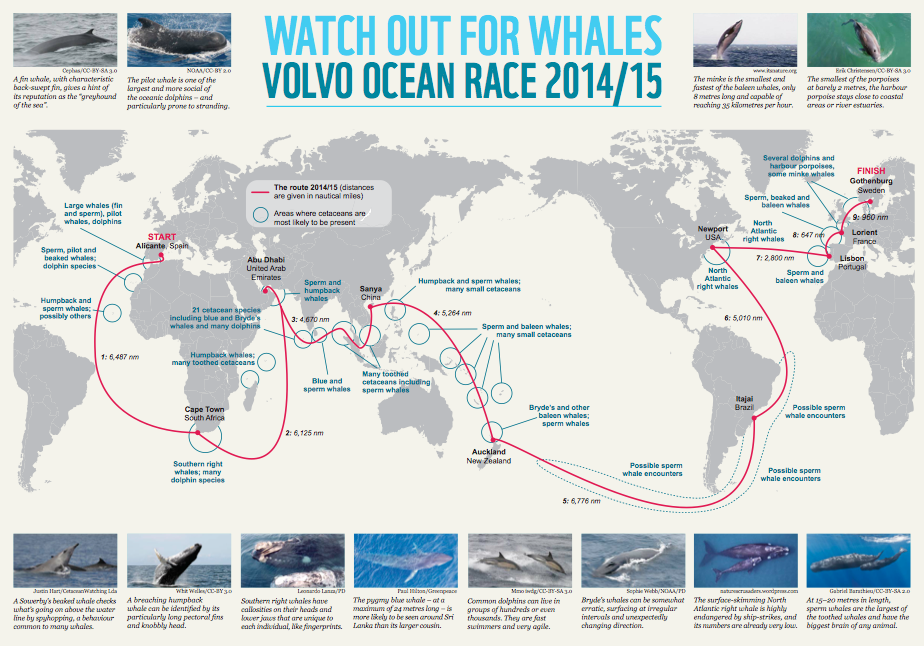 WATCH OUT FOR WHALES
VOLVO OCEAN RACE 2014/15
Cephas/CC-BY-SA 3.0
A fin whale, with characteristic
back-swept fin, gives a hint of
its reputation as the "greyhound
of the sea".
NOAA/CC-BY 2.0
The pilot whale is one of the
largest and more social of
the oceanic dolphins – and
particularly prone to stranding.
www.itsnature.org
The minke is the smallest and
fastest of the baleen whales, only
8 metres long and capable of
reaching 35 kilometres per hour.
Erik Christensen/CC-BY-SA 3.0
The smallest of the porpoises
at barely 2 metres, the harbour
porpoise stays close to coastal
areas or river estuaries.
The route 2014/15 (distances
are given in nautical miles)
Areas where cetaceans are
most likely to be present
Large whales (fin
and sperm), pilot
whales, dolphins
START
Alicante, Spain
Sperm, pilot and
beaked whales;
dolphin species
Humpback and
sperm whales;
possibly others
1: 6,487 nm
Cape Town
South Africa
Southern right
whales; many
dolphin species
Abu Dhabi
United Arab
Emirates
Sperm and
humpback
whales
21 cetacean species
including blue and Bryde's
whales and many dolphins
3: 4,670 nm
Humpback whales;
many toothed cetaceans
2: 6,125 nm
Blue and
sperm whales
Sanya
China
Many toothed
cetaceans including
sperm whales
Humpback and sperm whales;
many small cetaceans
4: 5,264 nm
Sperm and baleen whales;
many small cetaceans
Bryde's and other
baleen whales;
sperm whales
Auckland
New Zealand
5: 6,776 nm
Possible sperm
whale encounters
Possible sperm
whale encounters
Possible sperm
whale encounters
Itajai
Brazil
6: 5,010 nm
Newport
USA
North
Atlantic
right whales
North
Atlantic
right whales
7: 2,800 nm
Sperm and
baleen whales
Lisbon
Portugal
8: 647 nm
Lorient
France
Sperm, beaked and
baleen whales
Several dolphins and
harbour porpoises,
some minke whales
FINISH
Gothenburg
Sweden
9: 960 nm
Justin Hart/CetaceanWatching Lda
A Sowerby's beaked whale checks
what's going on above the water
line by spyhopping, a behaviour
common to many whales.
Whit Welles/CC-BY 3.0
A breaching humpback
whale can be identified by its
particularly long pectoral fins
and knobbly head.
Leonardo Lanza/PD
Southern right whales have
callosities on their heads and
lower jaws that are unique to
each individual, like fingerprints.
Paul Hilton/Greenpeace
The pygmy blue whale – at a
maximum of 24 metres long – is
more likely to be seen around Sri
Lanka than its larger cousin.
Mmo iwdg/CC-BY-SA 3.0
Common dolphins can live in
groups of hundreds or even
thousands. They are fast
swimmers and very agile.
Sophie Webb/NOAA/PD
Bryde's whales can be somewhat
erratic, surfacing at irregular
intervals and unexpectedly
changing direction.
naturecrusaders.wordpress.com
The surface-skimming North
Atlantic right whale is highly
endangered by ship-strikes, and
its numbers are already very low.
Gabriel Barathieu/CC-BY-SA 2.0
At 15–20 metres in length,
sperm whales are the largest of
the toothed whales and have the
biggest brain of any animal.